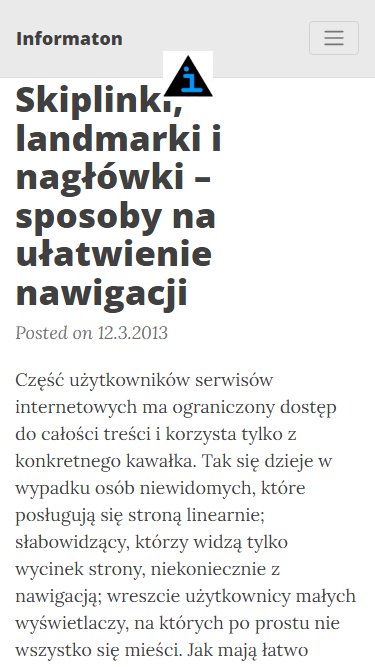 Informaton
i
Skiplinki,
landmarki i
nagłówki –
sposoby na
ułatwienie
nawigacji
Posted on 12.3.2013
Część użytkowników serwisów
internetowych ma ograniczony dostęp
do całości treści i korzysta tylko z
konkretnego kawałka. Tak się dzieje w
wypadku osób niewidomych, które
posługują się stroną linearnie;
słabowidzący, którzy widzą tylko
wycinek strony, niekoniecznie z
nawigacją; wreszcie użytkownicy małych
wyświetlaczy, na których po prostu nie
wszystko się mieści. Jak mają łatwo